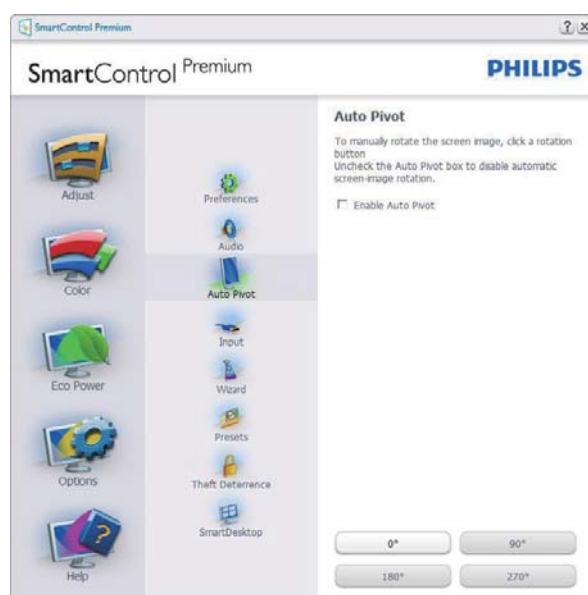 SmartControl Premium
SmartControl Premium
PHILIPS
Adjust
Color
Eco Power
Options
Help
Preferences
Audio
Auto Pivot
Input
Wizard
Presets
Theft Deterrence
SmartDesktop
Auto Pivot
To manually rotate the screen image, click a rotation
button
Uncheck the Auto Pivot box to disable automatic
screen-image rotation.
Enable Auto Pivot
0°
90°
180°
270°